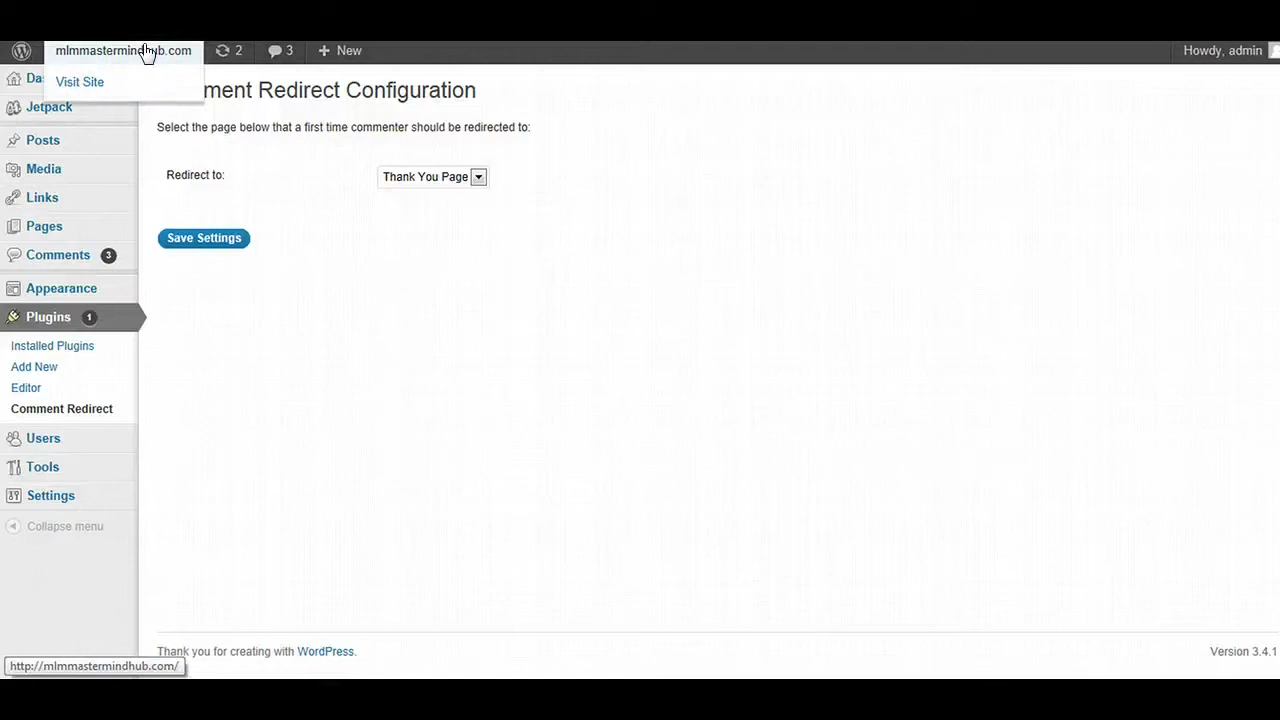 mlmmastermindhub.com 2 3 + New Howdy, admin
Visit Site
Da
ment Redirect Configuration
Jetpack
Select the page below that a first time commenter should be redirected to:
Posts
Media
Redirect to: Thank You Page
Links
Pages
Save Settings
Comments 3
Appearance
Plugins 1
Installed Plugins
Add New
Editor
Comment Redirect
Users
Tools
Settings
Collapse menu
Thank you for creating with WordPress. Version 3.4.1
http://mlmmastermindhub.com/